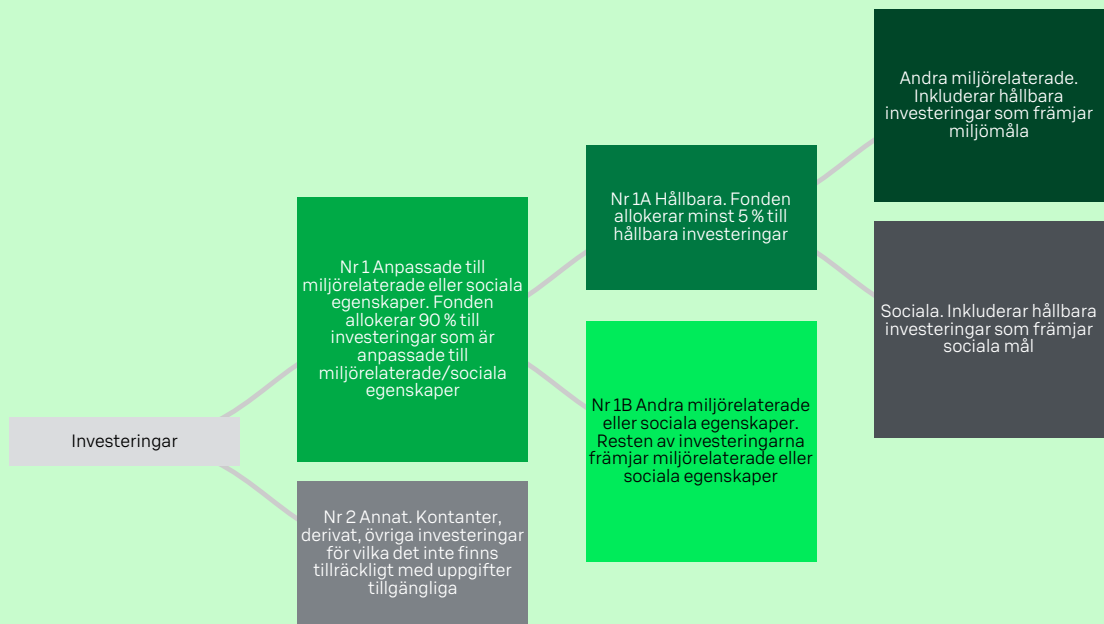 Investeringar
Nr 1 Anpassade till
miljörelaterade eller sociala
egenskaper. Fonden
allokerar 90 % till
investeringar som är
anpassade till
miljörelaterade/sociala
egenskaper
Nr 2 Annat. Kontanter,
derivat, övriga investeringar
för vilka det inte finns
tillräckligt med uppgifter
tillgängliga
Nr 1A Hållbara. Fonden
allokerar minst 5 % till
hållbara investeringar
Nr 1B Andra miljörelaterade
eller sociala egenskaper.
Resten av investeringarna
främjar miljörelaterade eller
sociala egenskaper
Andra miljörelaterade.
Inkluderar hållbara
investeringar som främjar
miljömåla
Sociala. Inkluderar hållbara
investeringar som främjar
sociala mål